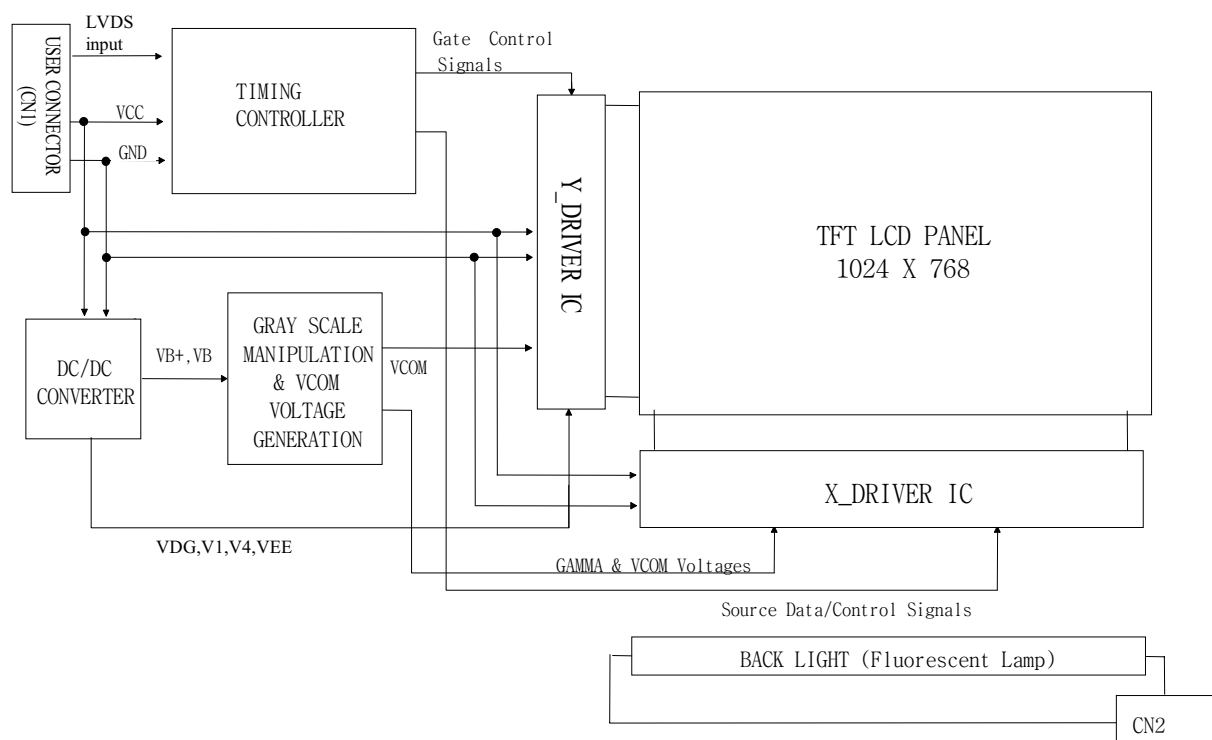 LVDS
input
USER CONNECTOR
(CN1)
VCC
GND
TIMING
CONTROLLER
Gate Control
Signals
Y_DRIVER IC
TFT LCD PANEL
1024 X 768
DC/DC
CONVERTER
VB+,VB
GRAY SCALE
MANIPULATION
& VCOM
VOLTAGE
GENERATION
VCOM
X_DRIVER IC
VDG,V1,V4,VEE
GAMMA & VCOM Voltages
Source Data/Control Signals
BACK LIGHT (Fluorescent Lamp)
CN2